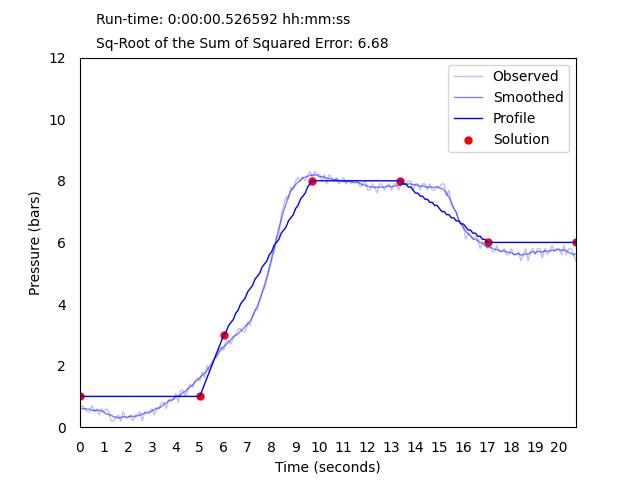 Run-time: 0:00:00.526592 hh:mm:ss
Sq-Root of the Sum of Squared Error: 6.68
12
10
8
6
4
2
0
Pressure (bars)
Observed
Smoothed
Profile
Solution
0 1 2 3 4 5 6 7 8 9 10 11 12 13 14 15 16 17 18 19 20
Time (seconds)